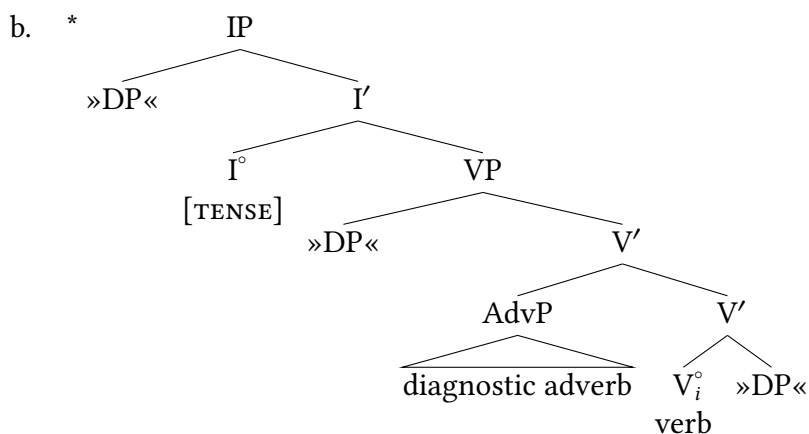 b. * IP
»DP« I′
I° VP
[TENSE]
»DP« V′
AdvP V′
diagnostic adverb V°i »DP«
verb